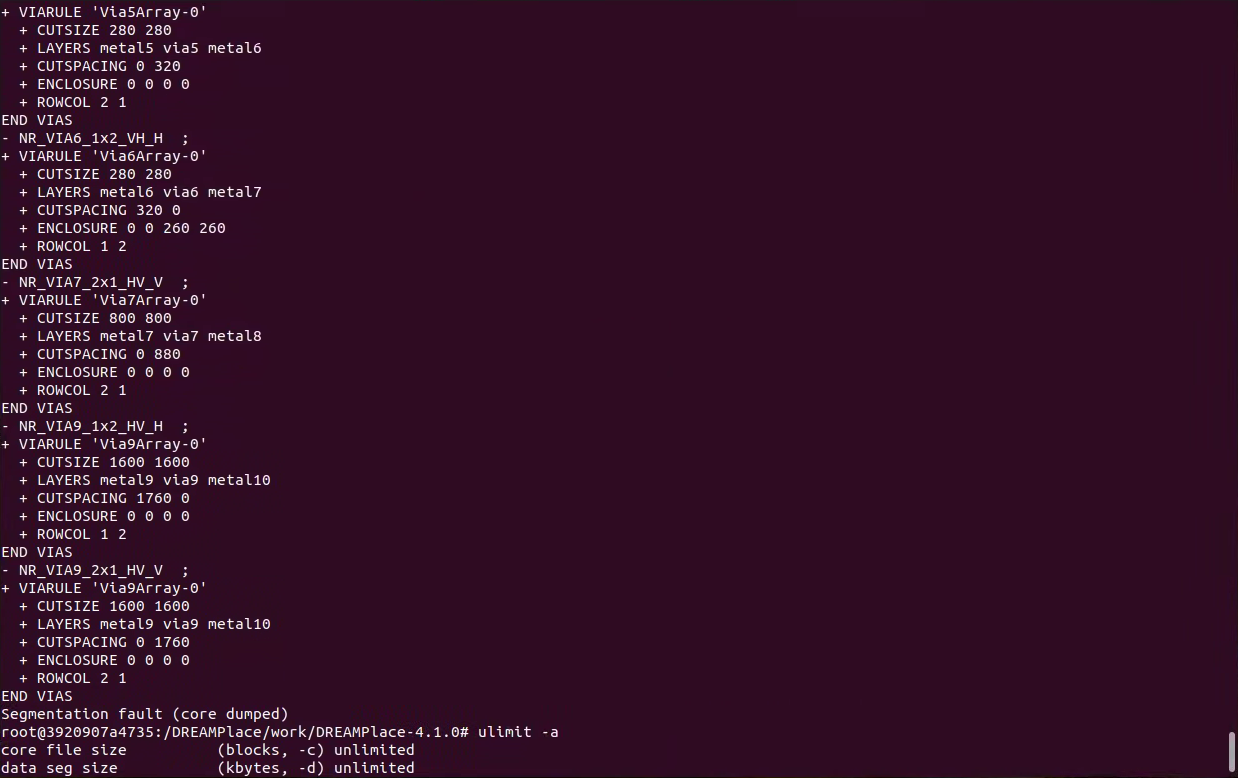 + VIARULE 'Via5Array-0'
  + CUTSIZE 280 280
  + LAYERS metal5 via5 metal6
  + CUTSPACING 0 320
  + ENCLOSURE 0 0 0 0
  + ROWCOL 2 1
END VIAS
- NR_VIA6_1x2_VH_H  ;
+ VIARULE 'Via6Array-0'
  + CUTSIZE 280 280
  + LAYERS metal6 via6 metal7
  + CUTSPACING 320 0
  + ENCLOSURE 0 0 260 260
  + ROWCOL 1 2
END VIAS
- NR_VIA7_2x1_HV_V  ;
+ VIARULE 'Via7Array-0'
  + CUTSIZE 800 800
  + LAYERS metal7 via7 metal8
  + CUTSPACING 0 880
  + ENCLOSURE 0 0 0 0
  + ROWCOL 2 1
END VIAS
- NR_VIA9_1x2_HV_H  ;
+ VIARULE 'Via9Array-0'
  + CUTSIZE 1600 1600
  + LAYERS metal9 via9 metal10
  + CUTSPACING 1760 0
  + ENCLOSURE 0 0 0 0
  + ROWCOL 1 2
END VIAS
- NR_VIA9_2x1_HV_V  ;
+ VIARULE 'Via9Array-0'
  + CUTSIZE 1600 1600
  + LAYERS metal9 via9 metal10
  + CUTSPACING 0 1760
  + ENCLOSURE 0 0 0 0
  + ROWCOL 2 1
END VIAS
Segmentation fault (core dumped)
root@3920907a4735:/DREAMPlace/work/DREAMPlace-4.1.0# ulimit -a
core file size          (blocks, -c) unlimited
data seg size           (kbytes, -d) unlimited